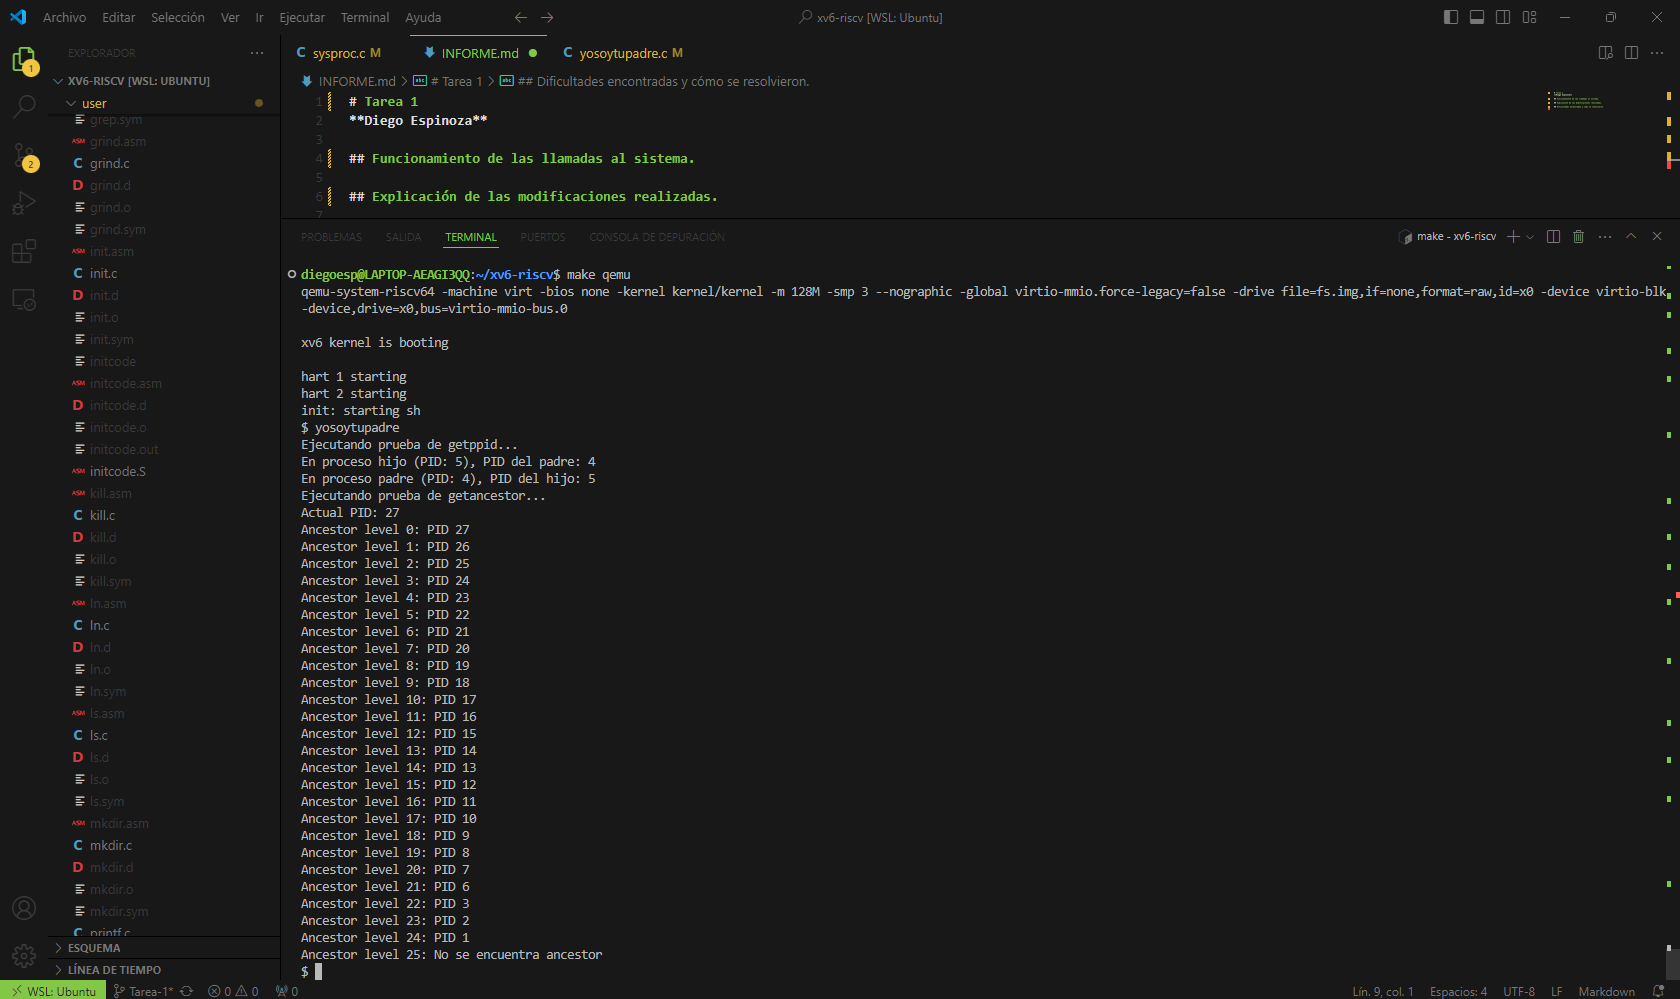 Archivo Editar Selección Ver Ir Ejecutar Terminal Ayuda
xv6-riscv [WSL: Ubuntu]
EXPLORADOR
XV6-RISCV [WSL: UBUNTU]
user
grep.sym
ASM grind.asm
C grind.c
D grind.d
grind.o
grind.sym
ASM init.asm
C init.c
D init.d
init.o
init.sym
initcode
ASM initcode.asm
D initcode.d
initcode.o
initcode.out
ASM initcode.S
ASM kill.asm
C kill.c
D kill.d
kill.o
kill.sym
ASM ln.asm
C ln.c
D ln.d
ln.o
ln.sym
ASM ls.asm
C ls.c
D ls.d
ls.o
ls.sym
ASM mkdir.asm
C mkdir.c
D mkdir.d
mkdir.o
mkdir.sym
C printf.c
ESQUEMA
LÍNEA DE TIEMPO
1
2
C sysproc.c M
INFORME.md
C yosoytupadre.c M
INFORME.md > # Tarea 1 > ## Dificultades encontradas y cómo se resolvieron.
1 # Tarea 1
2 **Diego Espinoza**
3
4 ## Funcionamiento de las llamadas al sistema.
5
6 ## Explicación de las modificaciones realizadas.
7
PROBLEMAS SALIDA TERMINAL PUERTOS CONSOLA DE DEPURACIÓN
make - xv6-riscv
diegoesp@LAPTOP-AEAGI3QQ:~/xv6-riscv$ make qemu
qemu-system-riscv64 -machine virt -bios none -kernel kernel/kernel -m 128M -smp 3 --nographic -global virtio-mmio.force-legacy=false -drive file=fs.img,if=none,format=raw,id=x0 -device virtio-blk
-device,drive=x0,bus=virtio-mmio-bus.0
xv6 kernel is booting
hart 1 starting
hart 2 starting
init: starting sh
$ yosoytupadre
Ejecutando prueba de getppid...
En proceso hijo (PID: 5), PID del padre: 4
En proceso padre (PID: 4), PID del hijo: 5
Ejecutando prueba de getancestor...
Actual PID: 27
Ancestor level 0: PID 27
Ancestor level 1: PID 26
Ancestor level 2: PID 25
Ancestor level 3: PID 24
Ancestor level 4: PID 23
Ancestor level 5: PID 22
Ancestor level 6: PID 21
Ancestor level 7: PID 20
Ancestor level 8: PID 19
Ancestor level 9: PID 18
Ancestor level 10: PID 17
Ancestor level 11: PID 16
Ancestor level 12: PID 15
Ancestor level 13: PID 14
Ancestor level 14: PID 13
Ancestor level 15: PID 12
Ancestor level 16: PID 11
Ancestor level 17: PID 10
Ancestor level 18: PID 9
Ancestor level 19: PID 8
Ancestor level 20: PID 7
Ancestor level 21: PID 6
Ancestor level 22: PID 3
Ancestor level 23: PID 2
Ancestor level 24: PID 1
Ancestor level 25: No se encuentra ancestor
$
WSL: Ubuntu Tarea-1* 0 0 0
Lín. 9, col. 1 Espacios: 4 UTF-8 LF Markdown